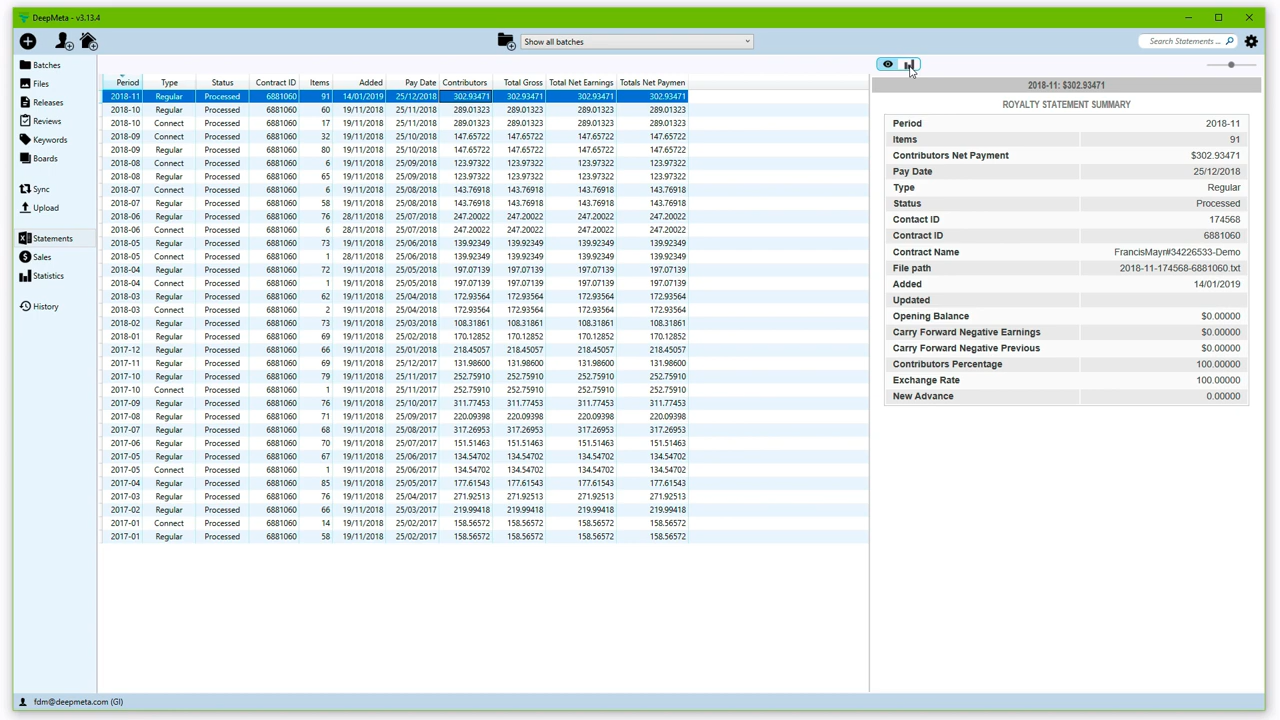 DeepMeta - v3.13.4
Show all batches
Search Statements ...
Batches
Files
Releases
Reviews
Keywords
Boards
Sync
Upload
Statements
Sales
Statistics
History
Period Type Status Contract ID Items Added Pay Date Contributors Total Gross Total Net Earnings Totals Net Paymen
2018-11 Regular Processed 6881060 91 14/01/2019 25/12/2018 302.93471 302.93471 302.93471 302.93471
2018-10 Regular Processed 6881060 60 19/11/2018 25/11/2018 289.01323 289.01323 289.01323 289.01323
2018-10 Connect Processed 6881060 17 19/11/2018 25/11/2018 289.01323 289.01323 289.01323 289.01323
2018-09 Connect Processed 6881060 32 19/11/2018 25/10/2018 147.65735 147.65735 147.65735 147.65735
2018-09 Regular Processed 6881060 80 19/11/2018 25/10/2018 147.65735 147.65735 147.65735 147.65735
2018-08 Connect Processed 6881060 6 19/11/2018 25/09/2018 123.97352 123.97352 123.97352 123.97352
2018-08 Regular Processed 6881060 65 19/11/2018 25/09/2018 123.97352 123.97352 123.97352 123.97352
2018-07 Connect Processed 6881060 6 19/11/2018 25/08/2018 143.76918 143.76918 143.76918 143.76918
2018-07 Regular Processed 6881060 58 19/11/2018 25/08/2018 143.76918 143.76918 143.76918 143.76918
2018-06 Regular Processed 6881060 76 28/11/2018 25/07/2018 247.20022 247.20022 247.20022 247.20022
2018-06 Connect Processed 6881060 6 28/11/2018 25/07/2018 247.20022 247.20022 247.20022 247.20022
2018-05 Regular Processed 6881060 73 19/11/2018 25/06/2018 139.92349 139.92349 139.92349 139.92349
2018-05 Connect Processed 6881060 1 28/11/2018 25/06/2018 139.92349 139.92349 139.92349 139.92349
2018-04 Regular Processed 6881060 72 19/11/2018 25/05/2018 197.07139 197.07139 197.07139 197.07139
2018-04 Connect Processed 6881060 1 19/11/2018 25/05/2018 197.07139 197.07139 197.07139 197.07139
2018-03 Regular Processed 6881060 62 19/11/2018 25/04/2018 172.93564 172.93564 172.93564 172.93564
2018-03 Connect Processed 6881060 2 19/11/2018 25/04/2018 172.93564 172.93564 172.93564 172.93564
2018-02 Regular Processed 6881060 73 19/11/2018 25/03/2018 108.31861 108.31861 108.31861 108.31861
2018-01 Regular Processed 6881060 69 19/11/2018 25/02/2018 170.12852 170.12852 170.12852 170.12852
2017-12 Regular Processed 6881060 66 19/11/2018 25/01/2018 218.45057 218.45057 218.45057 218.45057
2017-11 Regular Processed 6881060 69 19/11/2018 25/12/2017 131.98600 131.98600 131.98600 131.98600
2017-10 Regular Processed 6881060 79 19/11/2018 25/11/2017 252.75910 252.75910 252.75910 252.75910
2017-10 Connect Processed 6881060 1 19/11/2018 25/11/2017 252.75910 252.75910 252.75910 252.75910
2017-09 Regular Processed 6881060 76 19/11/2018 25/10/2017 311.77453 311.77453 311.77453 311.77453
2017-08 Regular Processed 6881060 71 19/11/2018 25/09/2017 220.09398 220.09398 220.09398 220.09398
2017-07 Regular Processed 6881060 68 19/11/2018 25/08/2017 317.26953 317.26953 317.26953 317.26953
2017-06 Regular Processed 6881060 70 19/11/2018 25/07/2017 151.51463 151.51463 151.51463 151.51463
2017-05 Regular Processed 6881060 67 19/11/2018 25/06/2017 134.54702 134.54702 134.54702 134.54702
2017-05 Connect Processed 6881060 1 19/11/2018 25/06/2017 134.54702 134.54702 134.54702 134.54702
2017-04 Regular Processed 6881060 85 19/11/2018 25/05/2017 177.61543 177.61543 177.61543 177.61543
2017-03 Regular Processed 6881060 76 19/11/2018 25/04/2017 271.92513 271.92513 271.92513 271.92513
2017-02 Regular Processed 6881060 66 19/11/2018 25/03/2017 219.99418 219.99418 219.99418 219.99418
2017-01 Connect Processed 6881060 14 19/11/2018 25/02/2017 158.56572 158.56572 158.56572 158.56572
2017-01 Regular Processed 6881060 58 19/11/2018 25/02/2017 158.56572 158.56572 158.56572 158.56572
2018-11: $302.93471
ROYALTY STATEMENT SUMMARY
Period 2018-11
Items 91
Contributors Net Payment $302.93471
Pay Date 25/12/2018
Type Regular
Status Processed
Contact ID 174568
Contract ID 6881060
Contract Name FrancisMayr#34226533-Demo
File path 2018-11-174568-6881060.txt
Added 14/01/2019
Updated
Opening Balance $0.00000
Carry Forward Negative Earnings $0.00000
Carry Forward Negative Previous $0.00000
Contributors Percentage 100.00000
Exchange Rate 100.00000
New Advance 0.00000
fdm@deepmeta.com (GI)